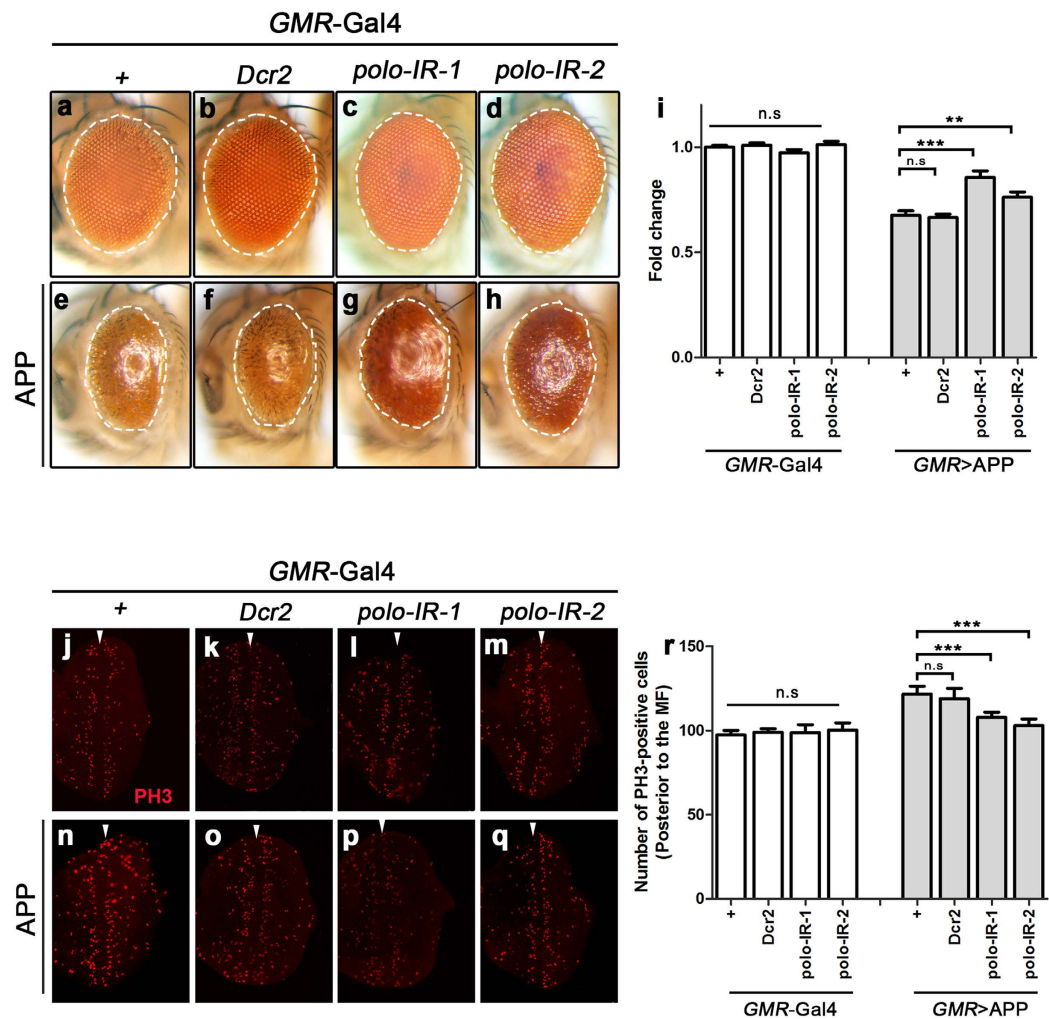 GMR-Gal4
+ Dcr2 polo-IR-1 polo-IR-2
a b c d
APP
e f g h
i
n.s
**
***
n.s
Fold change
1.0
0.5
0.0
+ Dcr2 polo-IR-1 polo-IR-2 + Dcr2 polo-IR-1 polo-IR-2
GMR-Gal4 GMR>APP
GMR-Gal4
+ Dcr2 polo-IR-1 polo-IR-2
j k l m
PH3
APP
n o p q
r
n.s
***
***
n.s
Number of PH3-positive cells
(Posterior to the MF)
150
100
50
0
+ Dcr2 polo-IR-1 polo-IR-2 + Dcr2 polo-IR-1 polo-IR-2
GMR-Gal4 GMR>APP